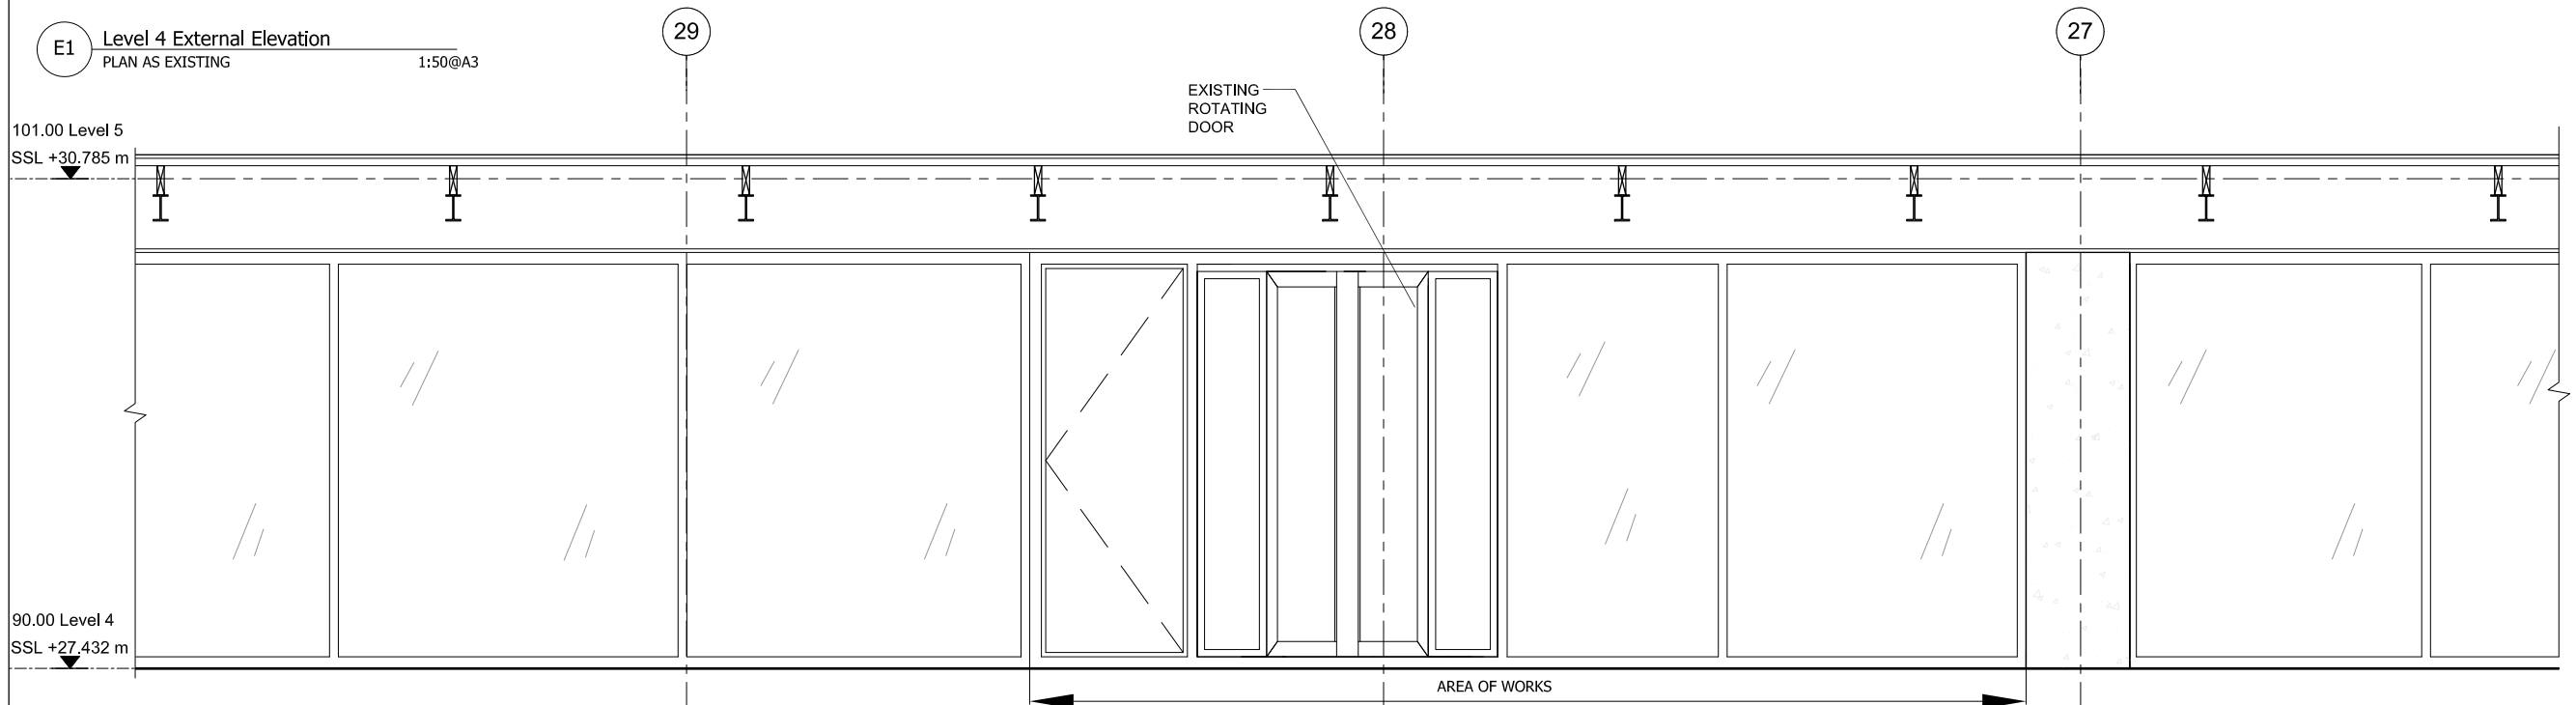 E1
Level 4 External Elevation
PLAN AS EXISTING 1:50@A3
29
28
27
EXISTING
ROTATING
DOOR
101.00 Level 5
SSL +30.785 m
90.00 Level 4
SSL +27.432 m
AREA OF WORKS